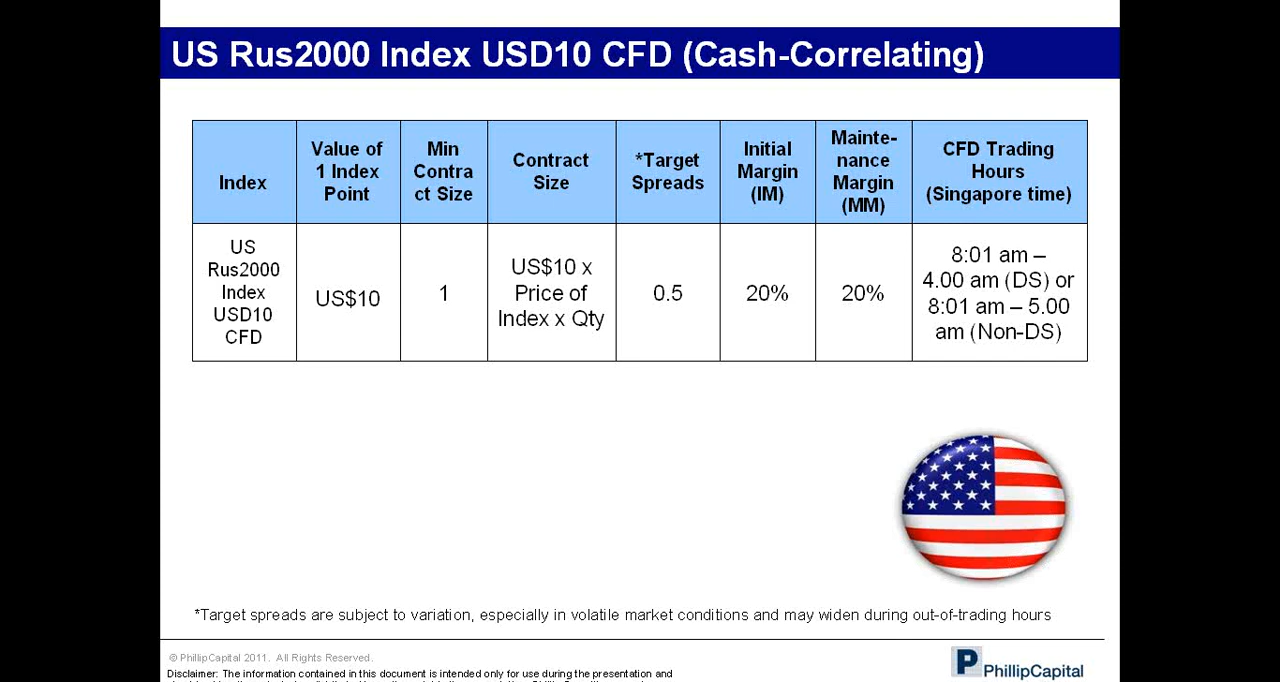 US Rus2000 Index USD10 CFD (Cash-Correlating)
Index
Value of
1 Index
Point
Min
Contra
ct Size
Contract
Size
*Target
Spreads
Initial
Margin
(IM)
Mainte-
nance
Margin
(MM)
CFD Trading
Hours
(Singapore time)
US
Rus2000
Index
USD10
CFD
US$10
1
US$10 x
Price of
Index x Qty
0.5
20%
20%
8:01 am –
4.00 am (DS) or
8:01 am – 5.00
am (Non-DS)
*Target spreads are subject to variation, especially in volatile market conditions and may widen during out-of-trading hours
© PhillipCapital 2011. All Rights Reserved.
Disclaimer: The information contained in this document is intended only for use during the presentation and
P PhillipCapital